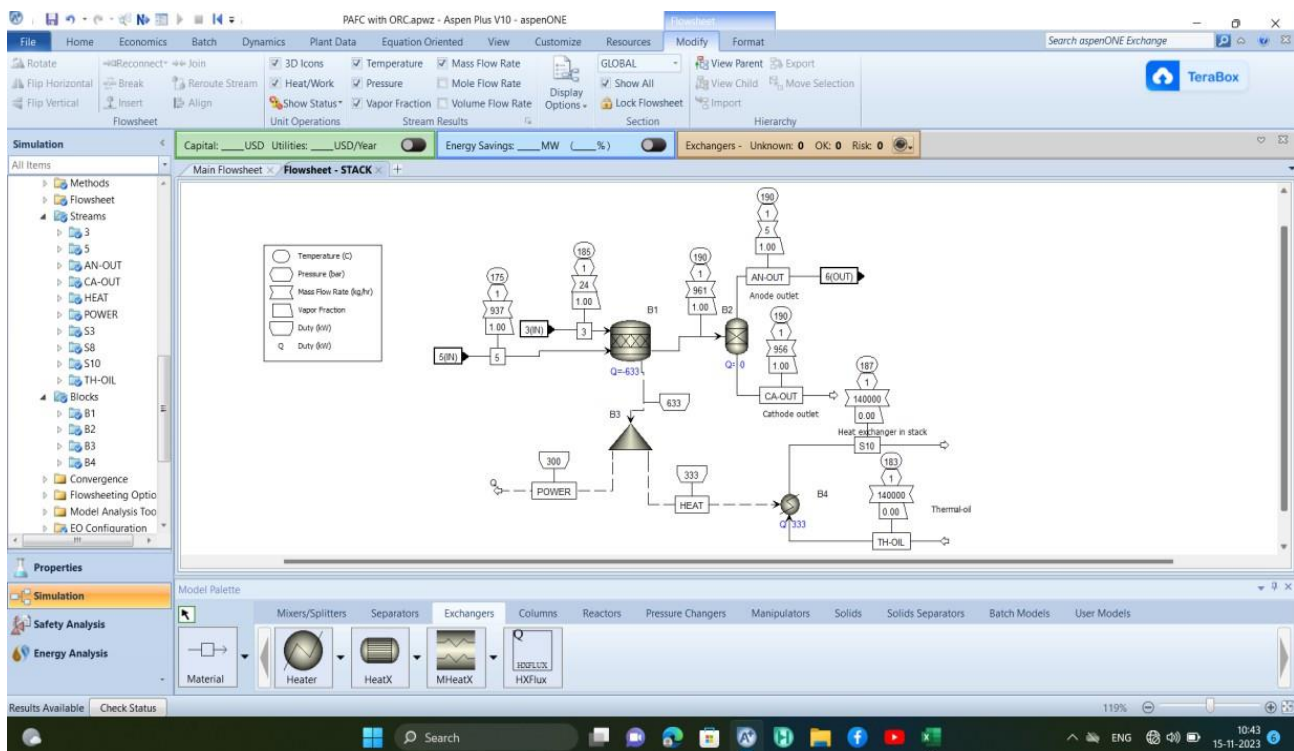 PAFC with ORC.apwz - Aspen Plus V10 - aspenONE
Flowsheet
File Home Economics Batch Dynamics Plant Data Equation Oriented View Customize Resources Modify Format
Search aspenONE Exchange
Rotate Reconnect Join 3D Icons Temperature Mass Flow Rate GLOBAL View Parent Export
Flip Horizontal Break Reroute Stream Heat/Work Pressure Mole Flow Rate Display Show All View Child Move Selection
Flip Vertical Insert Align Show Status Vapor Fraction Volume Flow Rate Options Lock Flowsheet Import
Flowsheet Unit Operations Stream Results Section Hierarchy
TeraBox
Simulation
Capital: ____USD Utilities: ____USD/Year
Energy Savings: ____MW (____%)
Exchangers - Unknown: 0 OK: 0 Risk: 0
All Items
Main Flowsheet Flowsheet - STACK +
Methods
Flowsheet
Streams
3
5
AN-OUT
CA-OUT
HEAT
POWER
S3
S8
S10
TH-OIL
Blocks
B1
B2
B3
B4
Convergence
Flowsheeting Optio
Model Analysis Too
EO Configuration
Temperature (C)
Pressure (bar)
Mass Flow Rate (kg/hr)
Vapor Fraction
Duty (kW)
Q Duty (kW)
175
1
937
1.00
5(IN)
5
185
1
24
1.00
3(IN)
3
B1
Q=-633
190
1
961
1.00
B2
Q= 0
190
1
5
1.00
AN-OUT
6(OUT)
Anode outlet
190
1
956
1.00
CA-OUT
Cathode outlet
633
B3
300
Q
POWER
333
HEAT
B4
Q 333
187
1
140000
0.00
Heat exchanger in stack
S10
183
1
140000
0.00
Thermal-oil
TH-OIL
Properties
Simulation
Safety Analysis
Energy Analysis
Model Palette
Mixers/Splitters Separators Exchangers Columns Reactors Pressure Changers Manipulators Solids Solids Separators Batch Models User Models
Q
HXFLUX
Material Heater HeatX MHeatX HXFlux
Results Available Check Status
119%
Search
ENG
10:43
15-11-2023
6